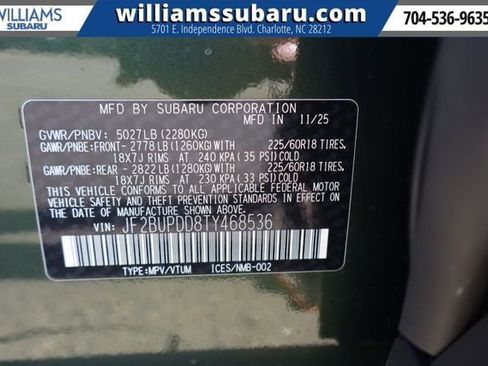 WILLIAMS
SUBARU
williamssubaru.com
5701 E. Independence Blvd. Charlotte, NC 28212
704-536-9635
MFD BY SUBARU CORPORATION
MFD IN 11/25
GVWR/PNBV: 5027LB (2280KG)
GAWR/PNBE:FRONT- 2778LB (1260KG) WITH 225/60R18 TIRES,
18X7J RIMS AT 240 KPA (35 PSI) COLD
GAWR/PNBE:REAR - 2822LB (1280KG) WITH 225/60R18 TIRES,
18X7J RIMS AT 230 KPA (33 PSI) COLD
THIS VEHICLE CONFORMS TO ALL APPLICABLE FEDERAL MOTOR
VEHICLE SAFETY AND THEFT PREVENTION STANDARDS IN EFFECT
ON THE DATE OF MANUFACTURE SHOWN ABOVE.
VIN: JF2BUPDD8TY468536
TYPE:MPV/VTUM ICES/NMB-002